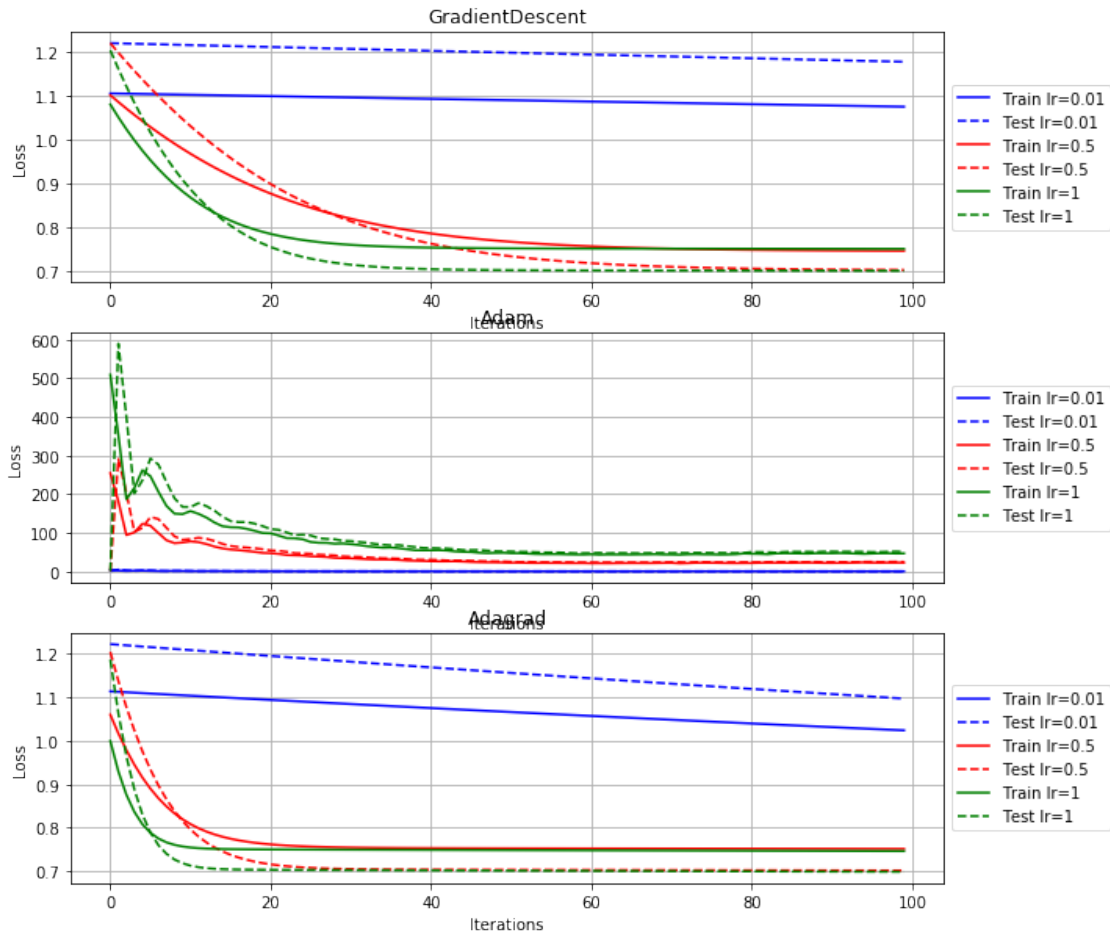 GradientDescent
1.2
1.1
1.0
0.9
0.8
0.7
Loss
0 20 40 60 80 100
Iterations
Train lr=0.01
Test lr=0.01
Train lr=0.5
Test lr=0.5
Train lr=1
Test lr=1
Adam
600
500
400
300
200
100
0
Loss
0 20 40 60 80 100
Iterations
Train lr=0.01
Test lr=0.01
Train lr=0.5
Test lr=0.5
Train lr=1
Test lr=1
Adagrad
1.2
1.1
1.0
0.9
0.8
0.7
Loss
0 20 40 60 80 100
Iterations
Train lr=0.01
Test lr=0.01
Train lr=0.5
Test lr=0.5
Train lr=1
Test lr=1